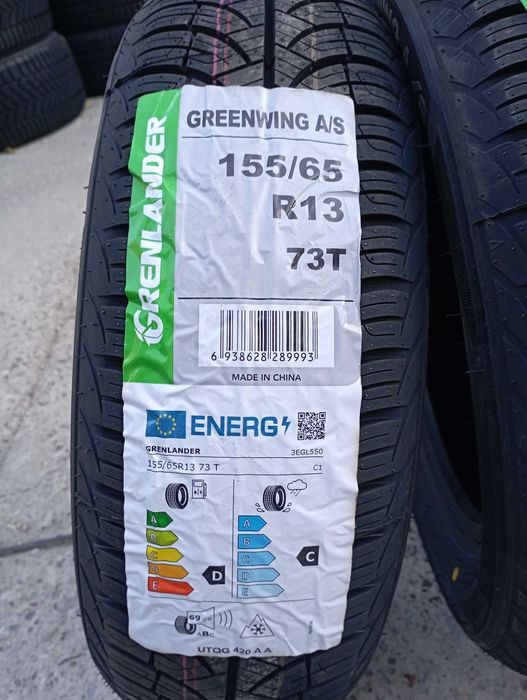 GRENLANDER
GREENWING A/S
155/65
R13
73T
6 938628 289993
MADE IN CHINA
ENERG
GRENLANDER 3EGL550
155/65R13 73 T C1
A
B
C
D
E
D
A
B
C
D
E
C
69 dB
ABC
UTQG 420 A A